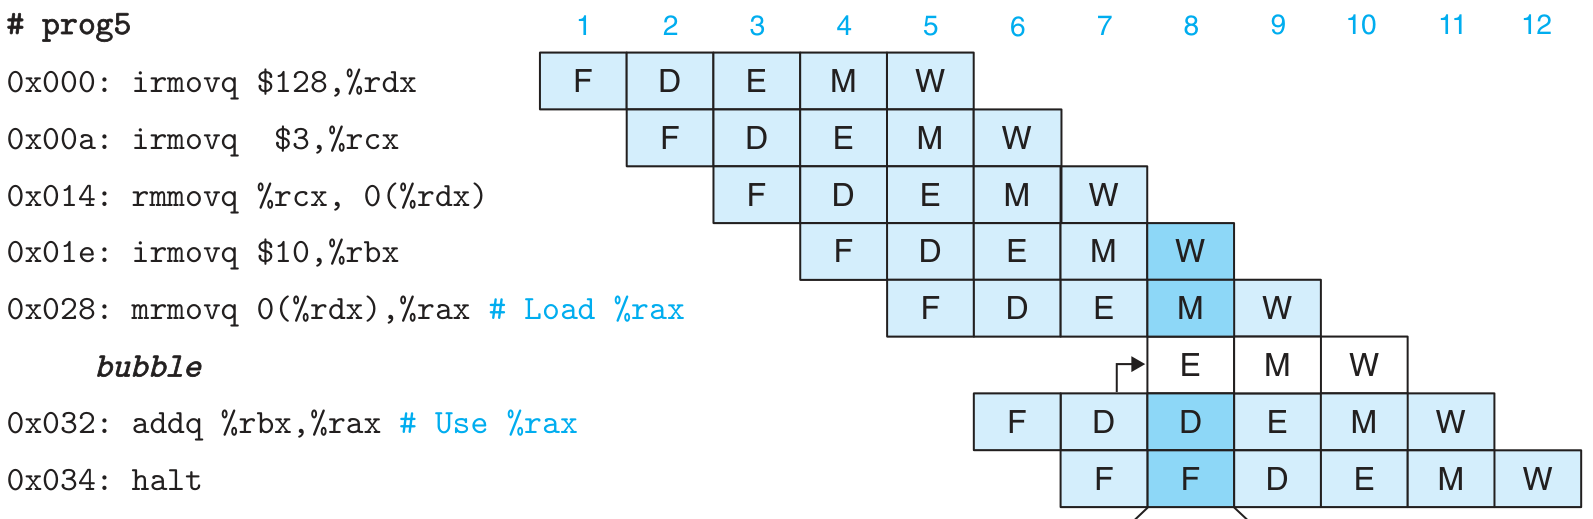 # prog5 1 2 3 4 5 6 7 8 9 10 11 12
0x000: irmovq $128,%rdx F D E M W
0x00a: irmovq  $3,%rcx F D E M W
0x014: rmmovq %rcx, 0(%rdx) F D E M W
0x01e: irmovq $10,%rbx F D E M W
0x028: mrmovq 0(%rdx),%rax # Load %rax F D E M W
bubble E M W
0x032: addq %rbx,%rax # Use %rax F D D E M W
0x034: halt F F D E M W